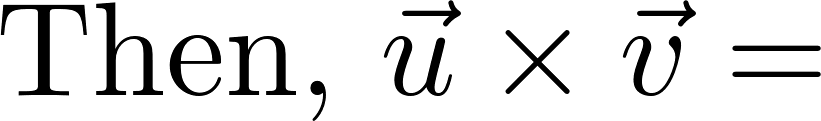 Then, $\vec{u} \times \vec{v} =$